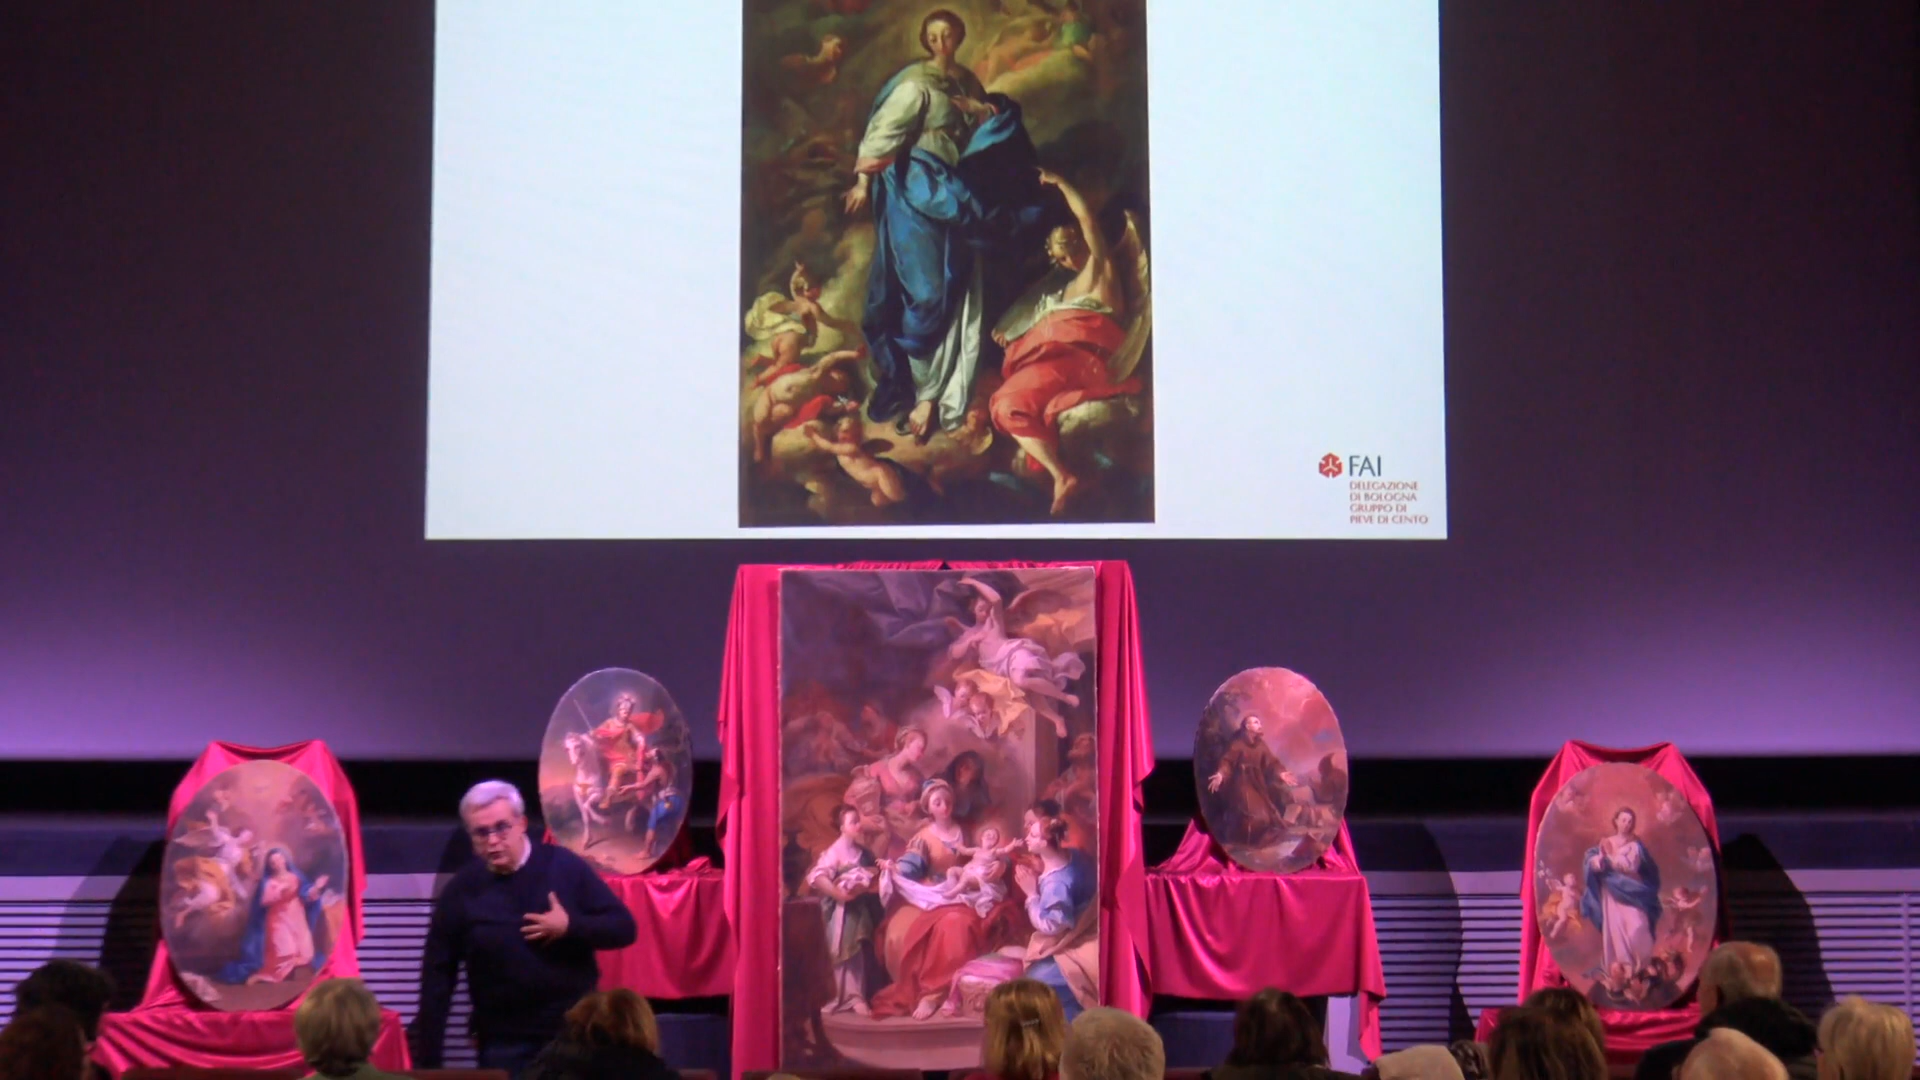 FAI
DELEGAZIONE
DI BOLOGNA
GRUPPO DI
PIEVE DI CENTO